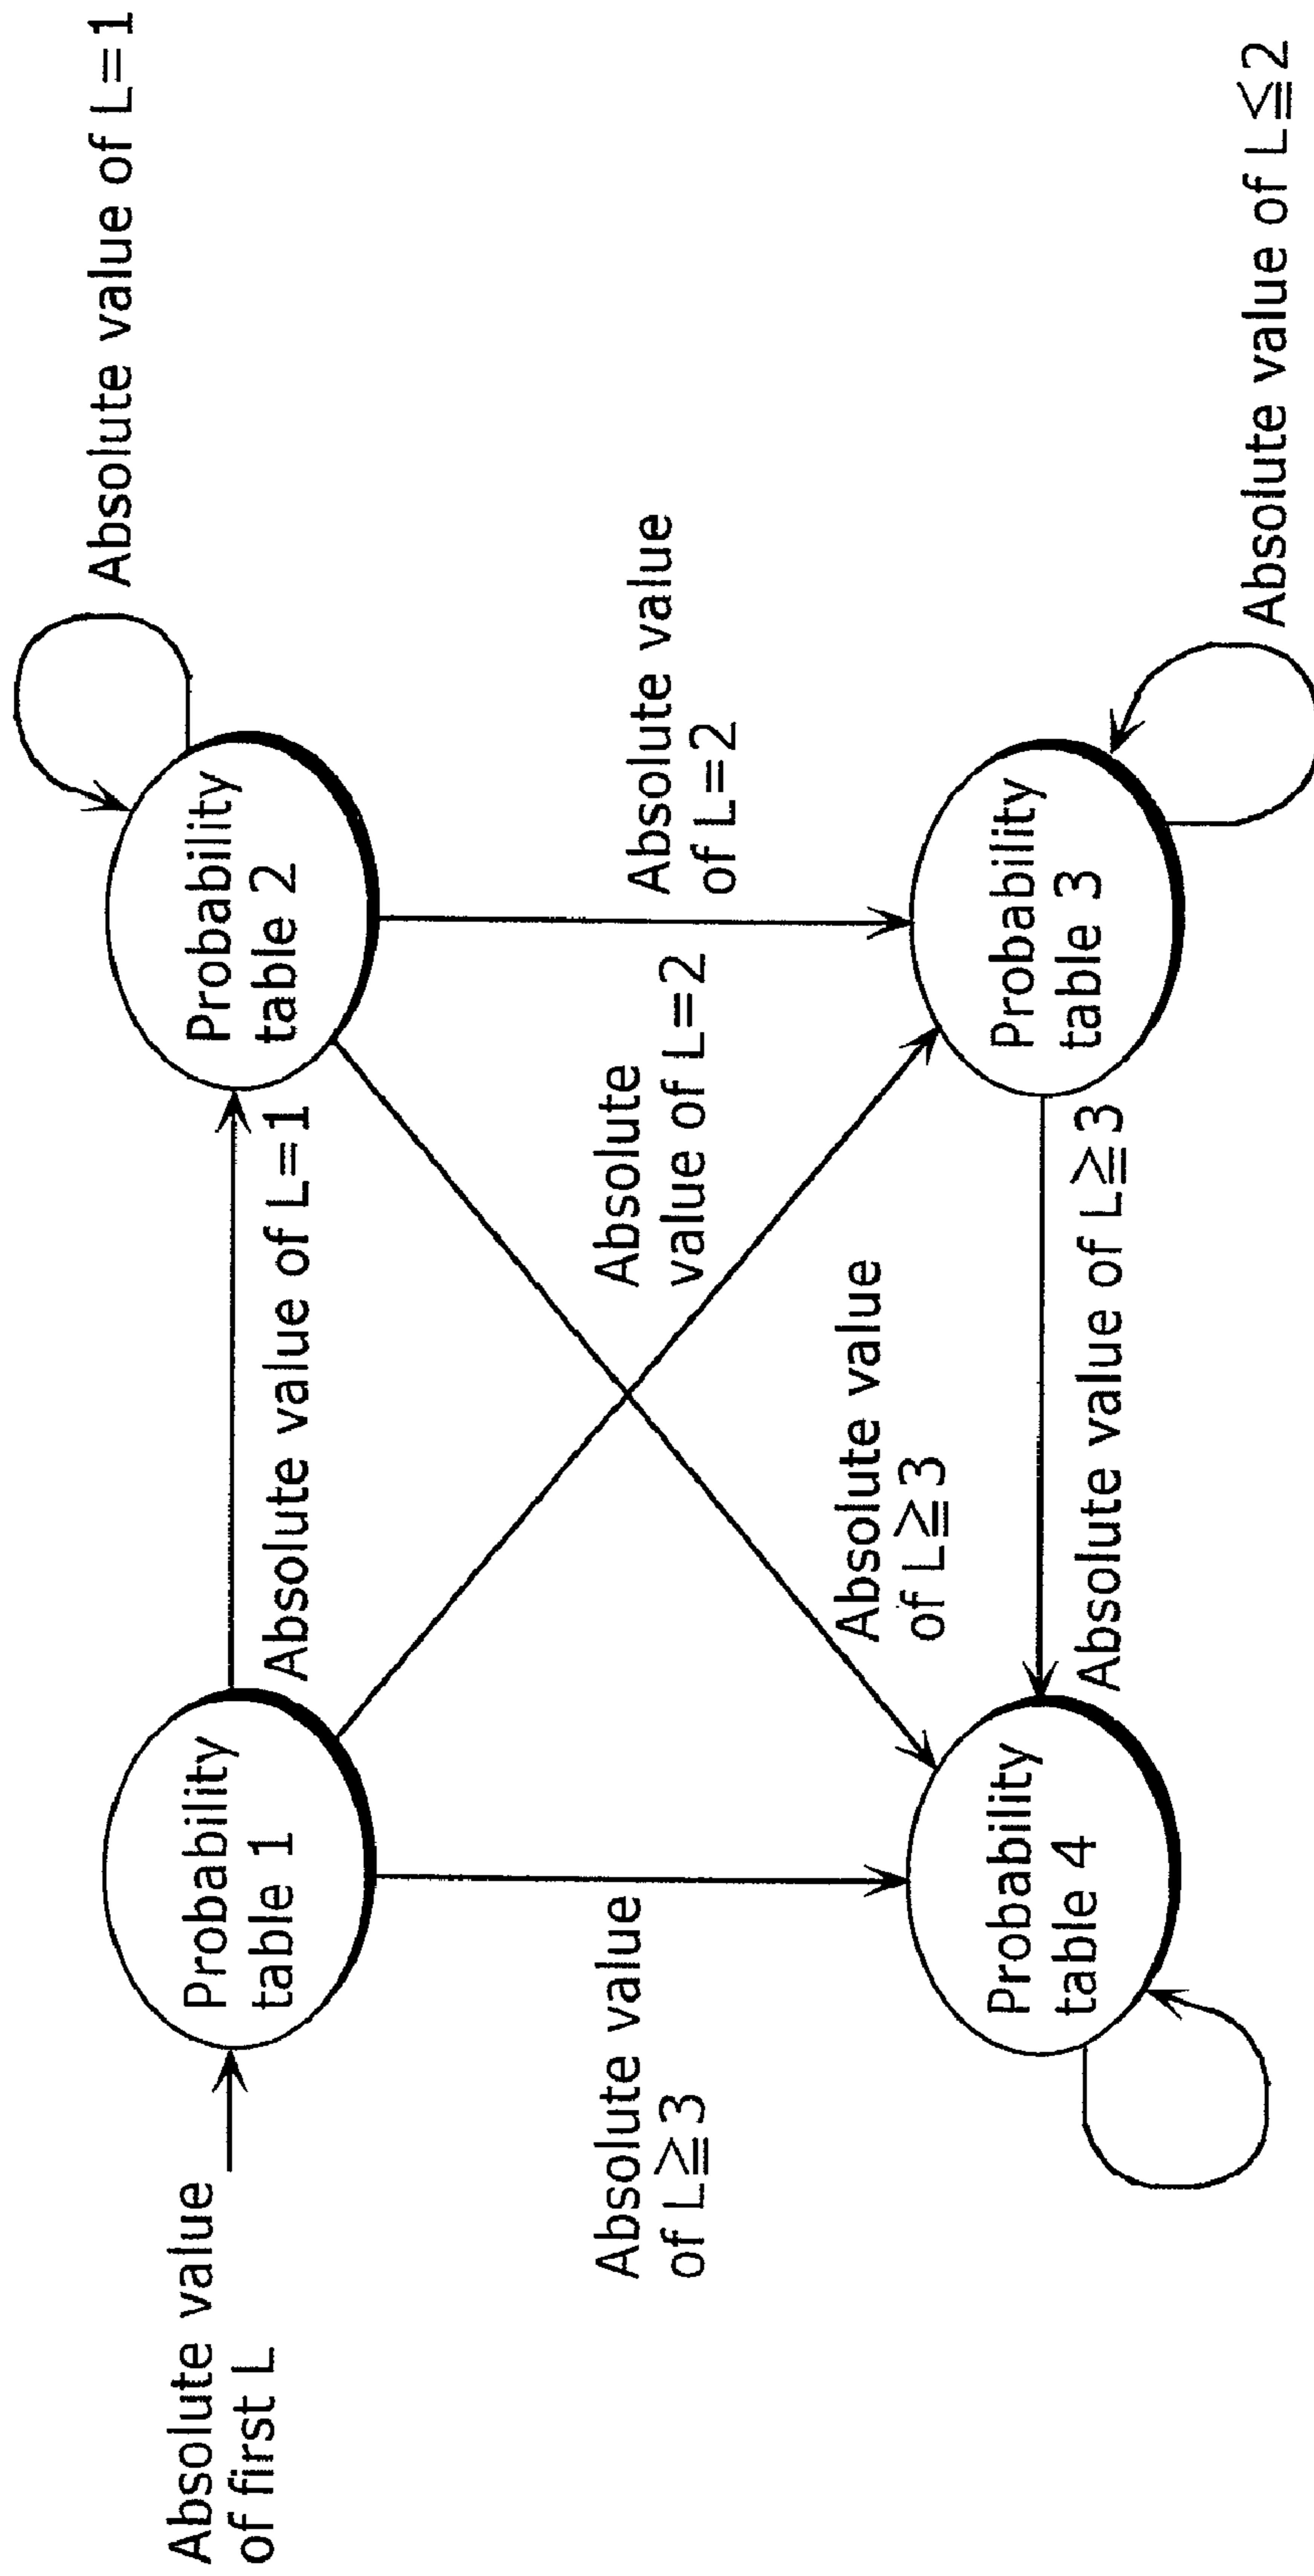 Absolute value
of first L
Probability
table 1
Absolute value of L=1
Probability
table 2
Absolute value of L=1
Absolute value
of L≧3
Absolute
value of L=2
Absolute value
of L=2
Absolute value
of L≧3
Probability
table 4
Absolute value of L≧3
Probability
table 3
Absolute value of L≦2